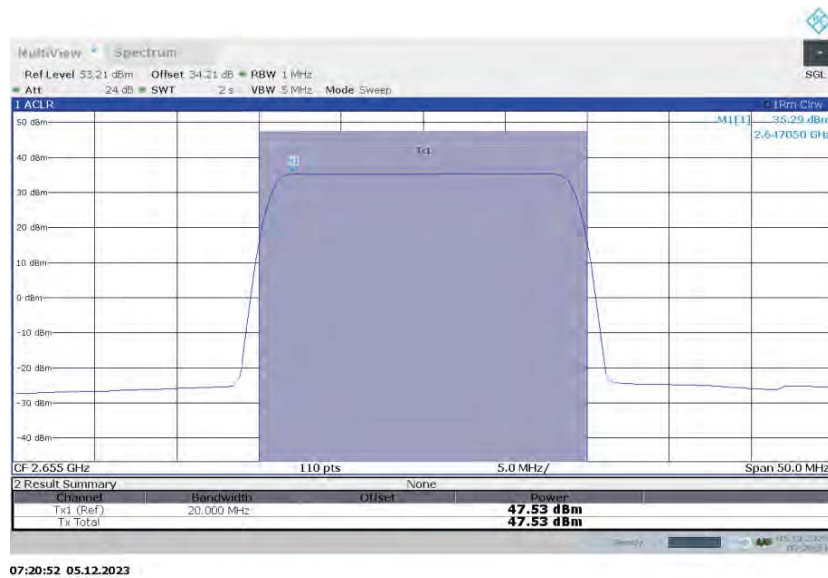 MultiView Spectrum
Ref Level 53.21 dBm Offset 34.21 dB RBW 1 MHz
SGL
Att 24 dB SWT 2 s VBW 5 MHz Mode Sweep
1 ACLR 1Rm Clrw
50 dBm M1[1] 35.29 dBm
2.647050 GHz
Tx1
40 dBm
M1
30 dBm
20 dBm
10 dBm
0 dBm
-10 dBm
-20 dBm
-30 dBm
-40 dBm
CF 2.655 GHz 110 pts 5.0 MHz/ Span 50.0 MHz
2 Result Summary None
Channel Bandwidth Offset Power
Tx1 (Ref) 20.000 MHz 47.53 dBm
Tx Total 47.53 dBm
Ready 05.12.2023
07:20:52 05.12.2023